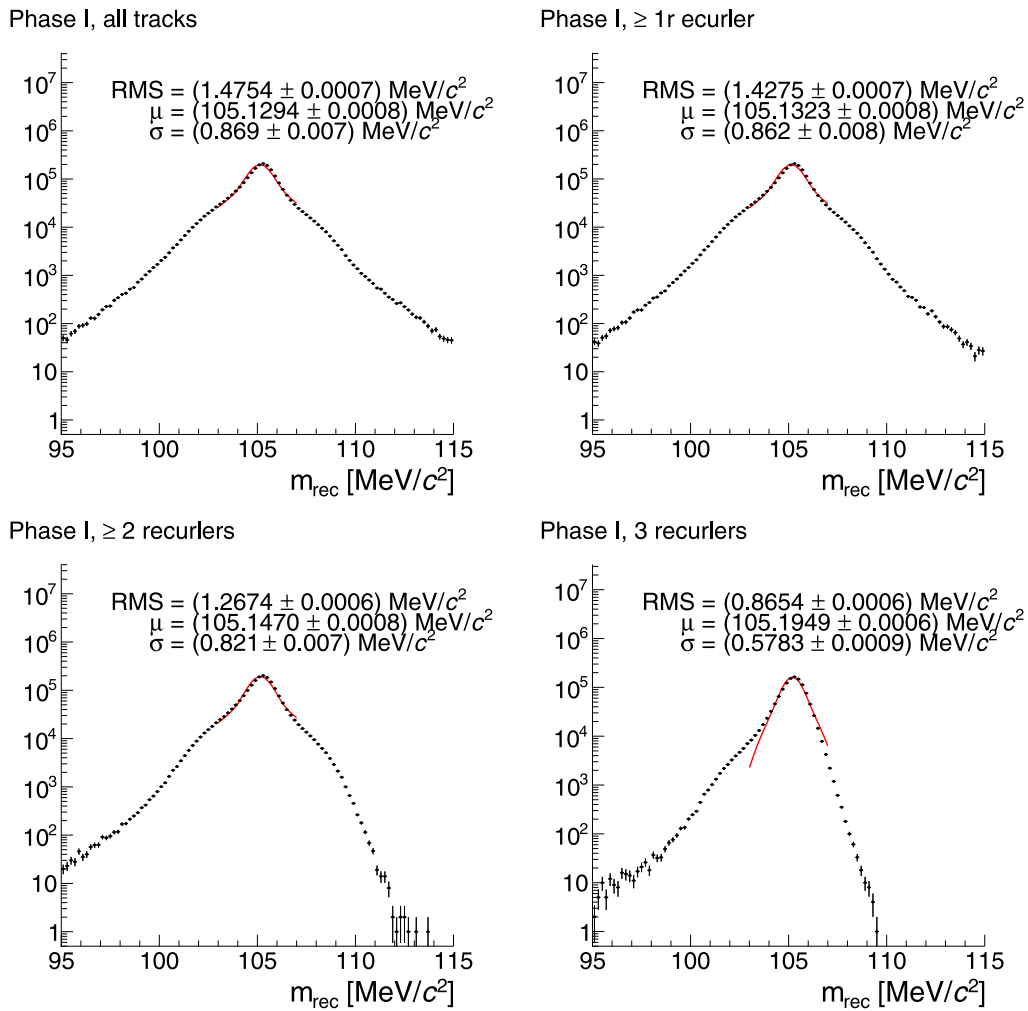 Phase I, all tracks
RMS = (1.4754 ± 0.0007) MeV/c²
μ = (105.1294 ± 0.0008) MeV/c²
σ = (0.869 ± 0.007) MeV/c²
10⁷
10⁶
10⁵
10⁴
10³
10²
10
1
95 100 105 110 115
m_rec [MeV/c²]
Phase I, ≥ 1r ecurler
RMS = (1.4275 ± 0.0007) MeV/c²
μ = (105.1323 ± 0.0008) MeV/c²
σ = (0.862 ± 0.008) MeV/c²
10⁷
10⁶
10⁵
10⁴
10³
10²
10
1
95 100 105 110 115
m_rec [MeV/c²]
Phase I, ≥ 2 recurlers
RMS = (1.2674 ± 0.0006) MeV/c²
μ = (105.1470 ± 0.0008) MeV/c²
σ = (0.821 ± 0.007) MeV/c²
10⁷
10⁶
10⁵
10⁴
10³
10²
10
1
95 100 105 110 115
m_rec [MeV/c²]
Phase I, 3 recurlers
RMS = (0.8654 ± 0.0006) MeV/c²
μ = (105.1949 ± 0.0006) MeV/c²
σ = (0.5783 ± 0.0009) MeV/c²
10⁷
10⁶
10⁵
10⁴
10³
10²
10
1
95 100 105 110 115
m_rec [MeV/c²]